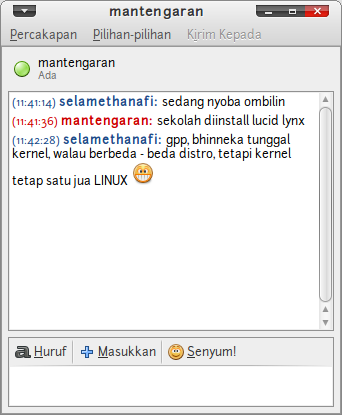 mantengaran
Percakapan Pilihan-pilihan Kirim Kepada
mantengaran
Ada
(11:41:14) selamethanafi: sedang nyoba ombilin
(11:41:36) mantengaran: sekolah diinstall lucid lynx
(11:42:28) selamethanafi: gpp, bhinneka tunggal
kernel, walau berbeda - beda distro, tetapi kernel
tetap satu jua LINUX
Huruf Masukkan Senyum!